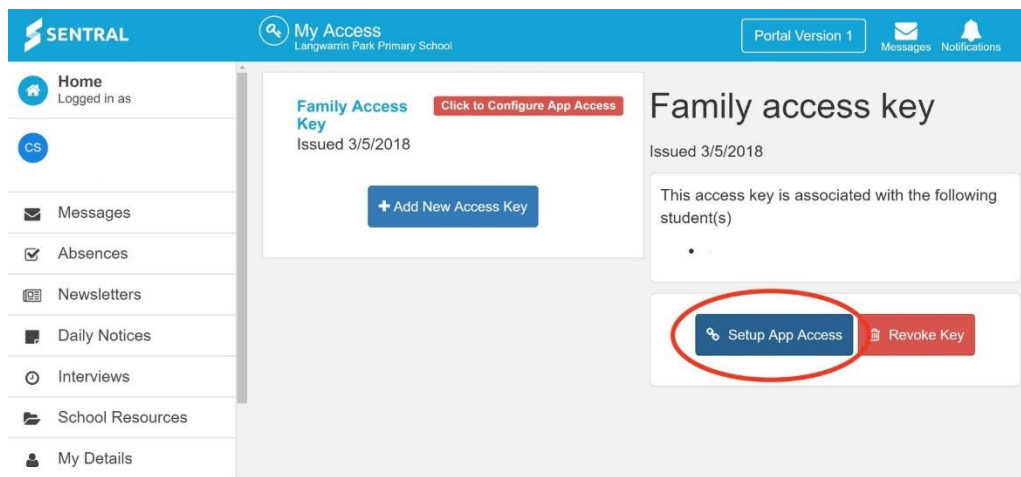 SENTRAL
My Access
Langwarrin Park Primary School
Portal Version 1
Messages
Notifications
Home
Logged in as
CS
Messages
Absences
Newsletters
Daily Notices
Interviews
School Resources
My Details
Family Access
Key
Click to Configure App Access
Issued 3/5/2018
+ Add New Access Key
Family access key
Issued 3/5/2018
This access key is associated with the following
student(s)
•
Setup App Access
Revoke Key